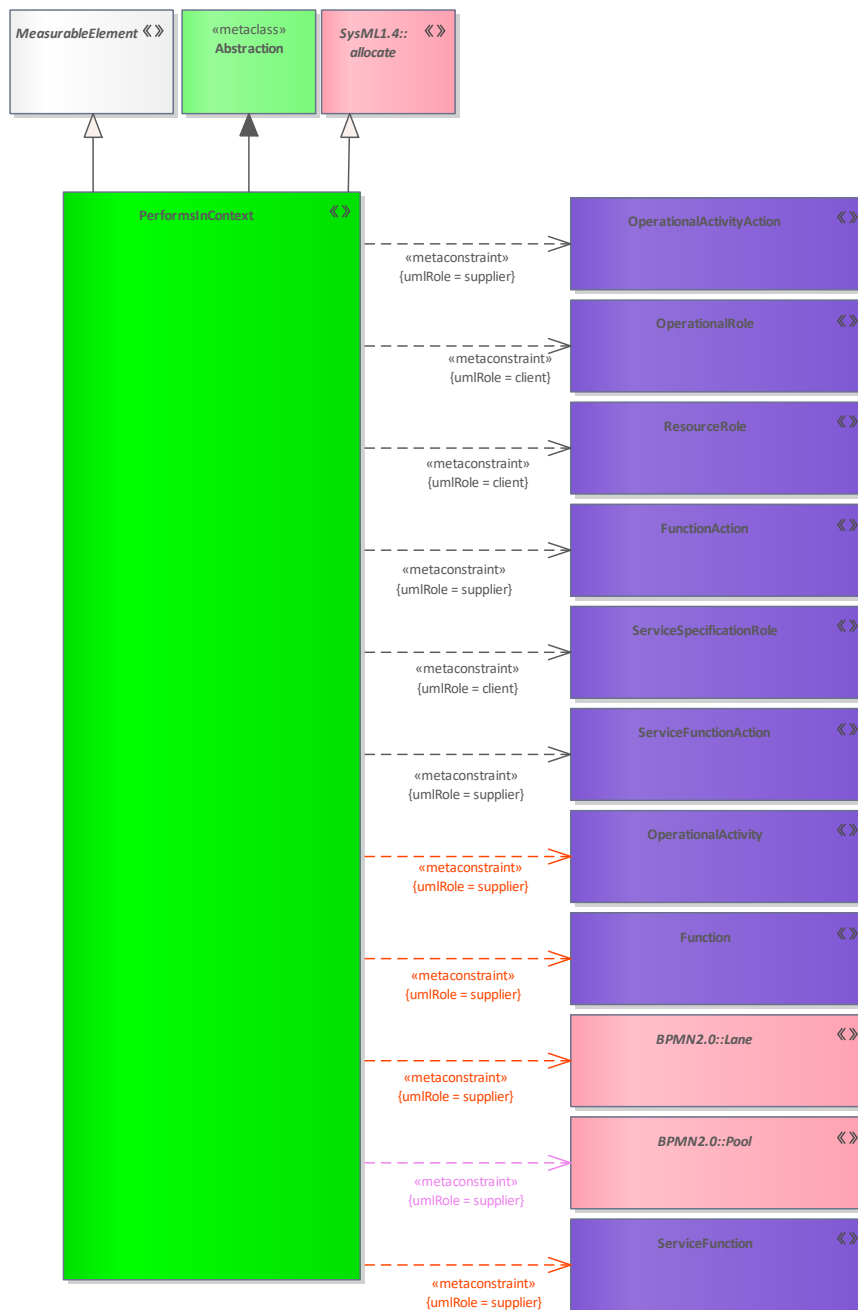 MeasurableElement «»
«metaclass»
Abstraction
SysML1.4::
allocate
«»
PerformsInContext «»
OperationalActivityAction «»
«metaconstraint»
{umlRole = supplier}
OperationalRole «»
«metaconstraint»
{umlRole = client}
ResourceRole «»
«metaconstraint»
{umlRole = client}
FunctionAction «»
«metaconstraint»
{umlRole = supplier}
ServiceSpecificationRole «»
«metaconstraint»
{umlRole = client}
ServiceFunctionAction «»
«metaconstraint»
{umlRole = supplier}
OperationalActivity «»
«metaconstraint»
{umlRole = supplier}
Function «»
«metaconstraint»
{umlRole = supplier}
BPMN2.0::Lane «»
«metaconstraint»
{umlRole = supplier}
BPMN2.0::Pool «»
«metaconstraint»
{umlRole = supplier}
ServiceFunction «»
«metaconstraint»
{umlRole = supplier}